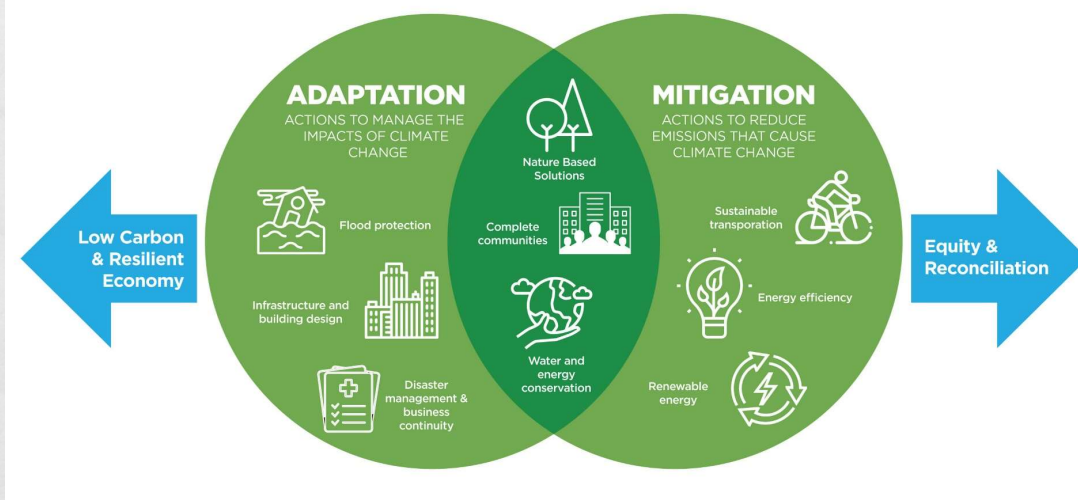 ADAPTATION
ACTIONS TO MANAGE THE
IMPACTS OF CLIMATE
CHANGE
Flood protection
Infrastructure and
building design
Disaster
management &
business
continuity
Nature Based
Solutions
Complete
communities
Water and
energy
conservation
MITIGATION
ACTIONS TO REDUCE
EMISSIONS THAT CAUSE
CLIMATE CHANGE
Sustainable
transporation
Energy efficiency
Renewable
energy
Low Carbon
& Resilient
Economy
Equity &
Reconciliation